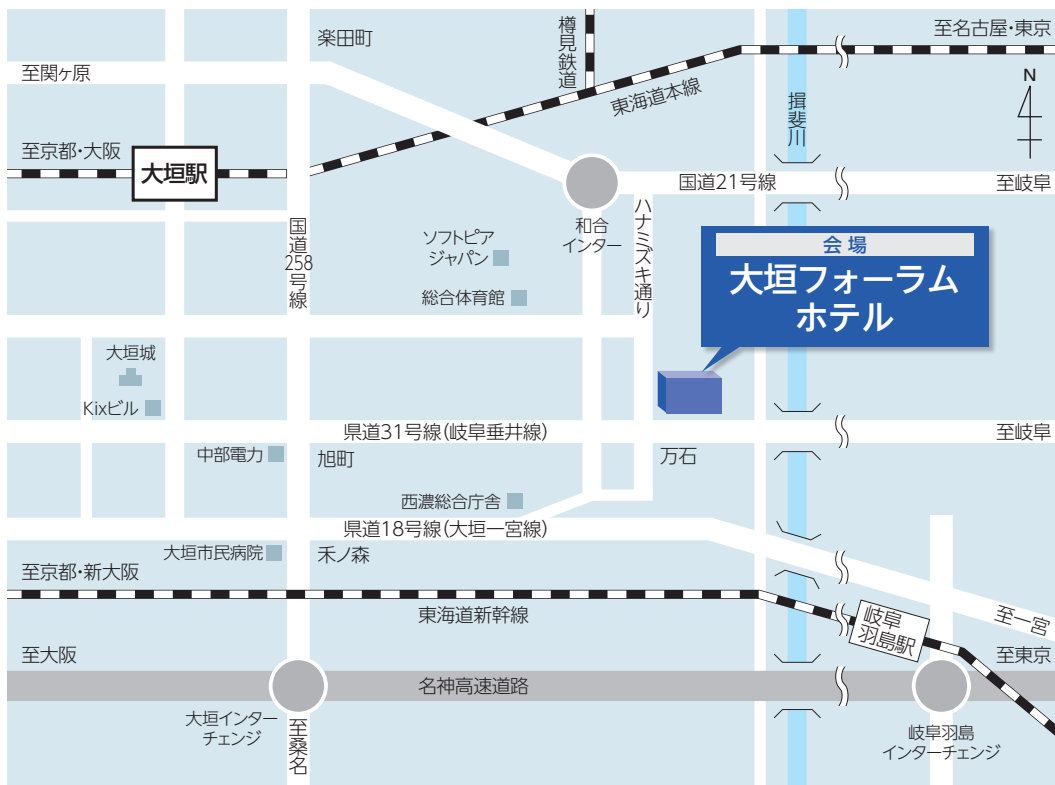 至名古屋・東京
楽田町
樽見鉄道
至関ヶ原
東海道本線
N
揖斐川
至京都・大阪
大垣駅
国道21号線
至岐阜
ハナミズキ通り
国道258号線
和合
インター
ソフトピア
ジャパン
会場
大垣フォーラム
ホテル
総合体育館
大垣城
Kixビル
県道31号線(岐阜垂井線)
至岐阜
中部電力
旭町
万石
西濃総合庁舎
県道18号線(大垣一宮線)
大垣市民病院
禾ノ森
至京都・新大阪
東海道新幹線
岐阜
羽島駅
至一宮
至大阪
至東京
名神高速道路
大垣インター
チェンジ
至桑名
岐阜羽島
インターチェンジ